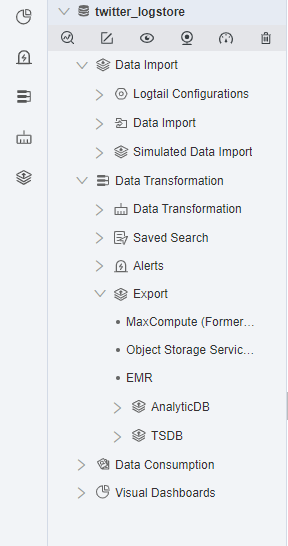 twitter_logstore
Data Import
Logtail Configurations
Data Import
Simulated Data Import
Data Transformation
Data Transformation
Saved Search
Alerts
Export
MaxCompute (Former...
Object Storage Servic...
EMR
AnalyticDB
TSDB
Data Consumption
Visual Dashboards